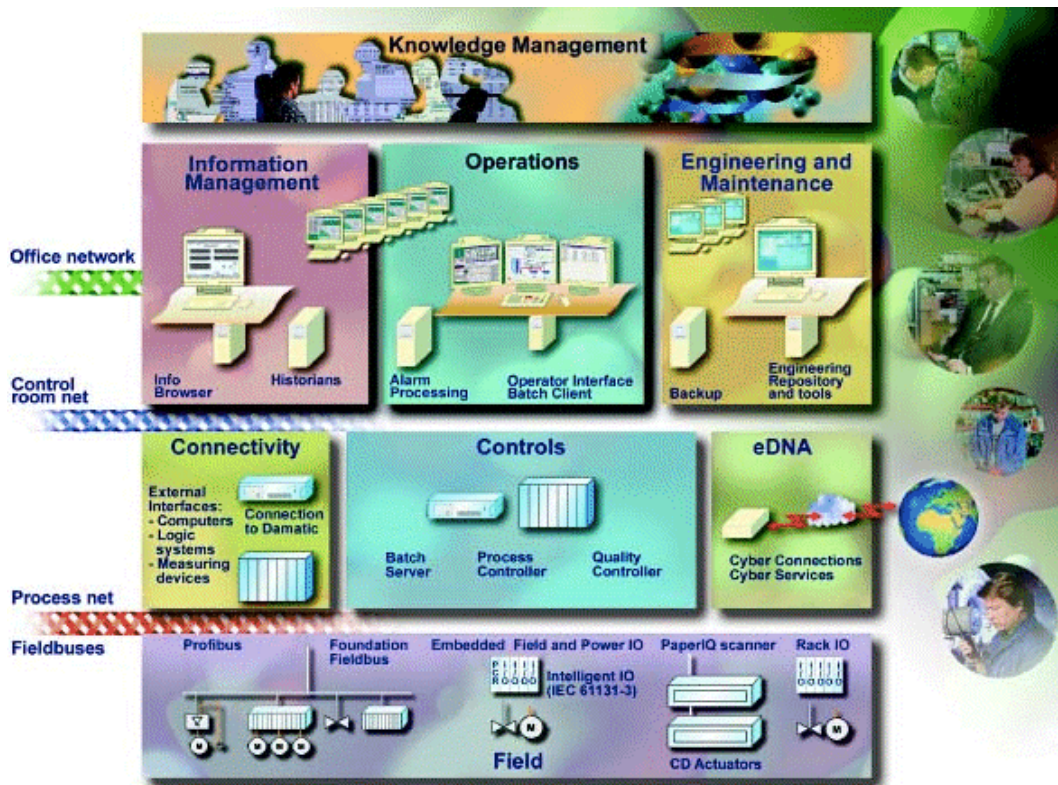 Knowledge Management
Information
Management
Operations
Engineering and
Maintenance
Office network
Info
Browser
Historians
Alarm
Processing
Operator Interface
Batch Client
Backup
Engineering
Repository
and tools
Control
room net
Connectivity
External
Interfaces:
- Computers
- Logic
systems
- Measuring
devices
Connection
to Damatic
Controls
Batch
Server
Process
Controller
Quality
Controller
eDNA
Cyber Connections
Cyber Services
Process net
Fieldbuses
Profibus
Foundation
Fieldbus
Embedded Field and Power IO
Intelligent IO
(IEC 61131-3)
PaperIQ scanner
Rack IO
M
M M M
M
M
Field
CD Actuators